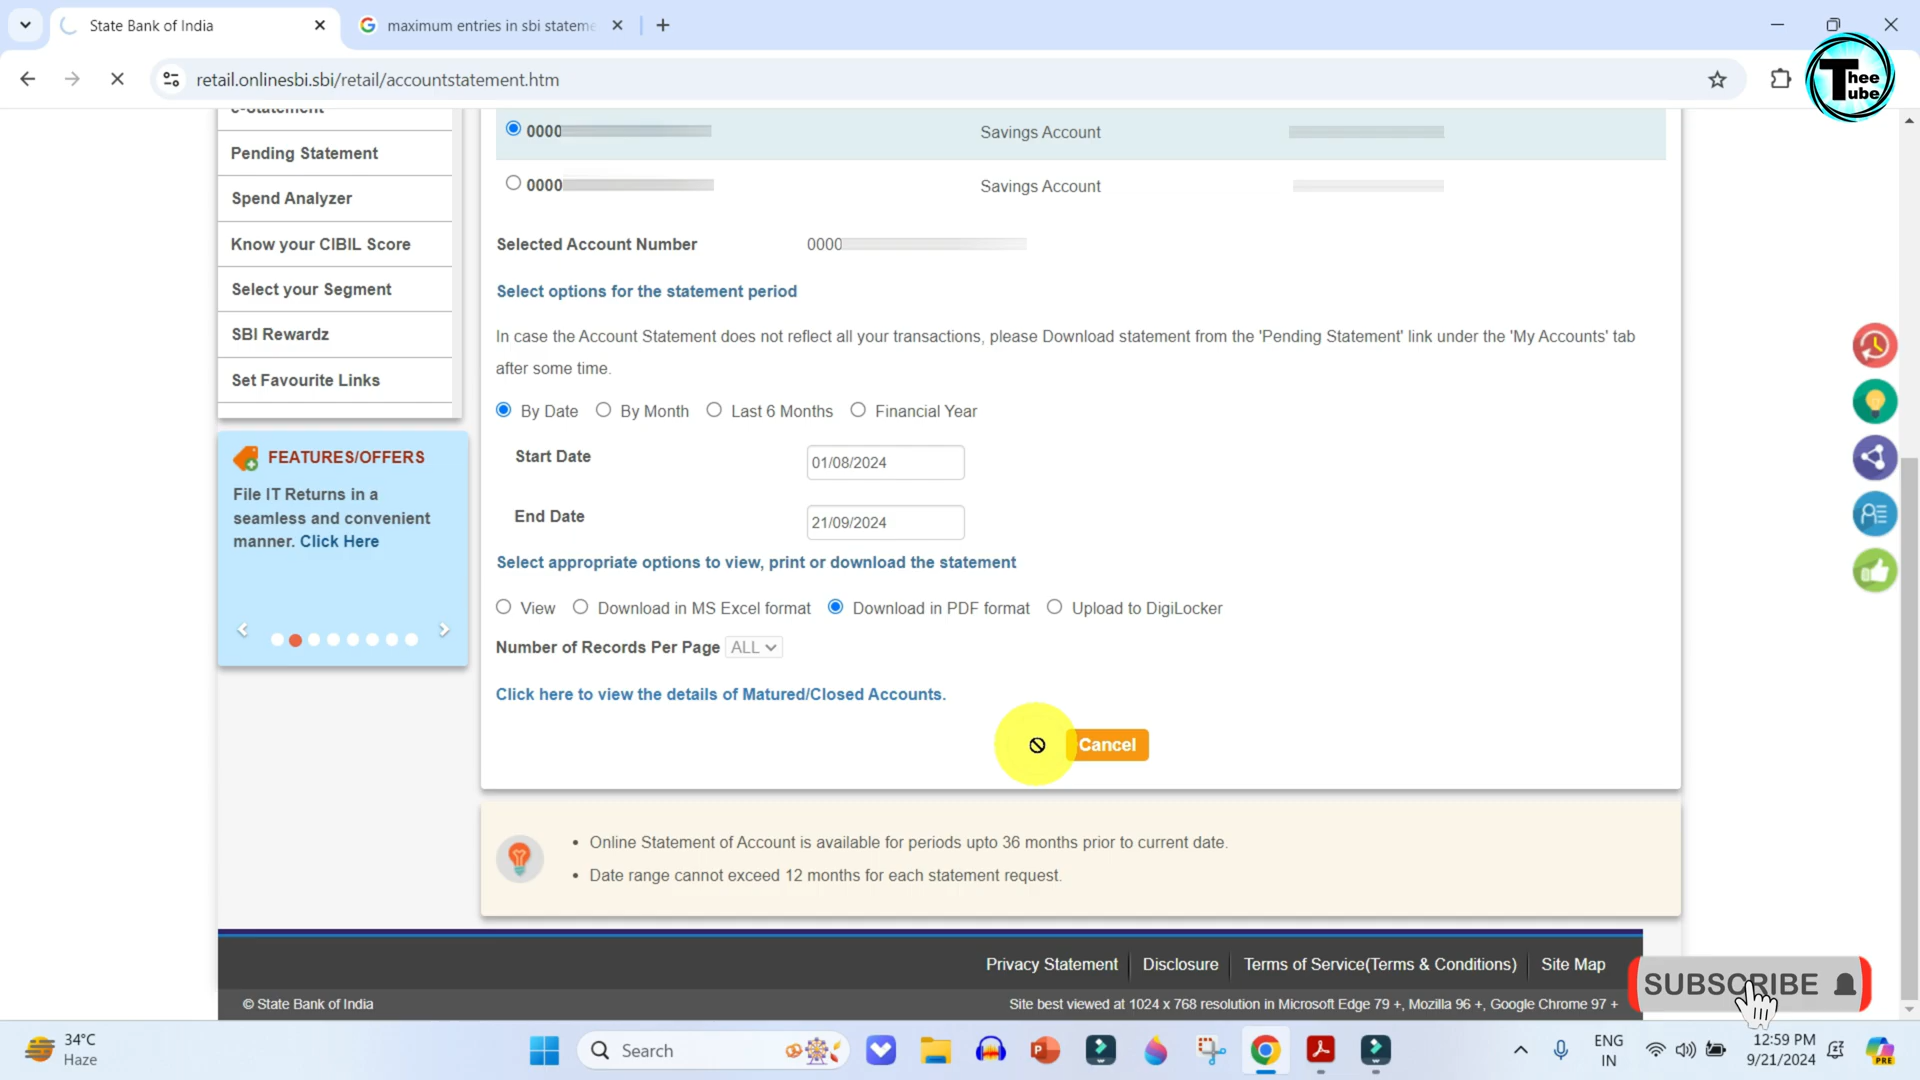 State Bank of India
maximum entries in sbi stateme
retail.onlinesbi.sbi/retail/accountstatement.htm
Thee
Tube
e-Statement
Pending Statement
Spend Analyzer
Know your CIBIL Score
Select your Segment
SBI Rewardz
Set Favourite Links
FEATURES/OFFERS
File IT Returns in a
seamless and convenient
manner. Click Here
0000 Savings Account
0000 Savings Account
Selected Account Number 0000
Select options for the statement period
In case the Account Statement does not reflect all your transactions, please Download statement from the 'Pending Statement' link under the 'My Accounts' tab
after some time.
By Date By Month Last 6 Months Financial Year
Start Date 01/08/2024
End Date 21/09/2024
Select appropriate options to view, print or download the statement
View Download in MS Excel format Download in PDF format Upload to DigiLocker
Number of Records Per Page ALL
Click here to view the details of Matured/Closed Accounts.
Cancel
• Online Statement of Account is available for periods upto 36 months prior to current date.
• Date range cannot exceed 12 months for each statement request.
Privacy Statement Disclosure Terms of Service(Terms & Conditions) Site Map
SUBSCRIBE
© State Bank of India Site best viewed at 1024 x 768 resolution in Microsoft Edge 79 +, Mozilla 96 +, Google Chrome 97 +
34°C
Haze
Search
ENG
IN
12:59 PM
9/21/2024
PRE